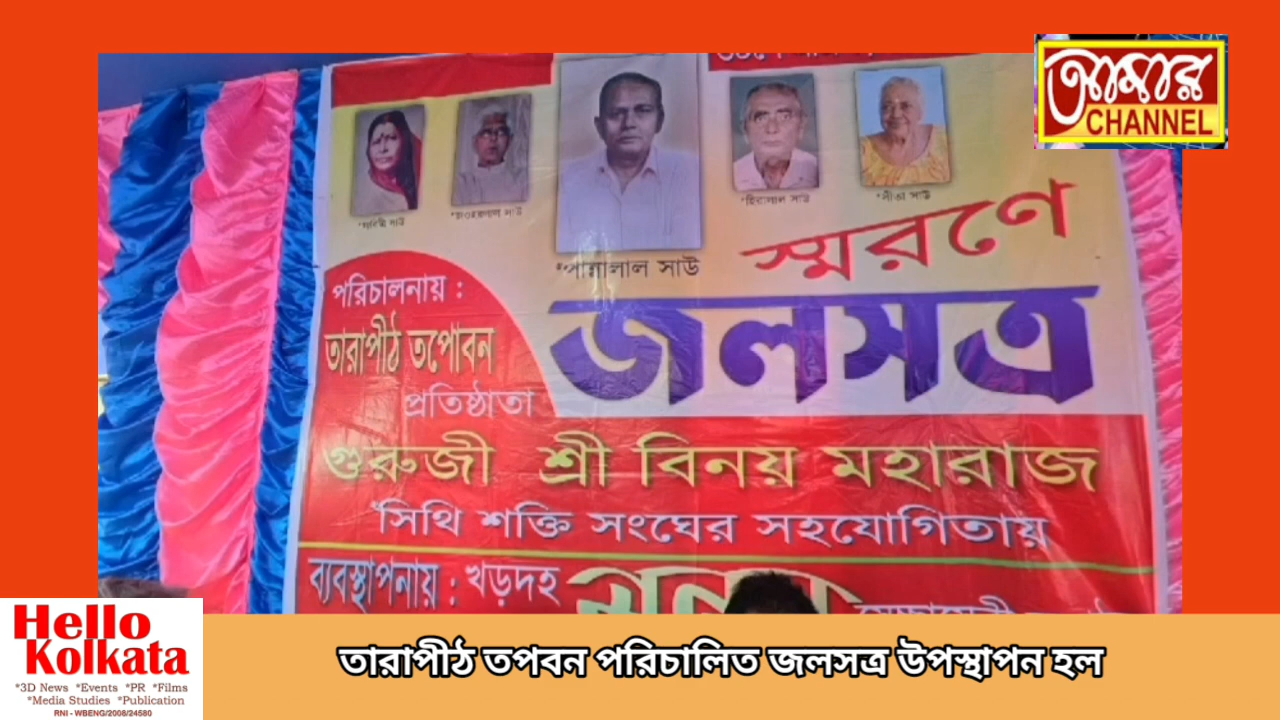 আমার
CHANNEL
*সাবিত্রী সাউ
*জওহরলাল সাউ
*পান্নালাল সাউ
*হিরালাল সাউ
*সীতা সাউ
স্মরণে
জলসত্র
পরিচালনায় :
তারাপীঠ তপোবন
প্রতিষ্ঠাতা
গুরুজী শ্রী বিনয় মহারাজ
সিথি শক্তি সংঘের সহযোগিতায়
ব্যবস্থাপনায় : খড়দহ
Hello
Kolkata
*3D News *Events *PR *Films
*Media Studies *Publication
RNI - WBENG/2008/24580
তারাপীঠ তপবন পরিচালিত জলসত্র উপস্থাপন হল